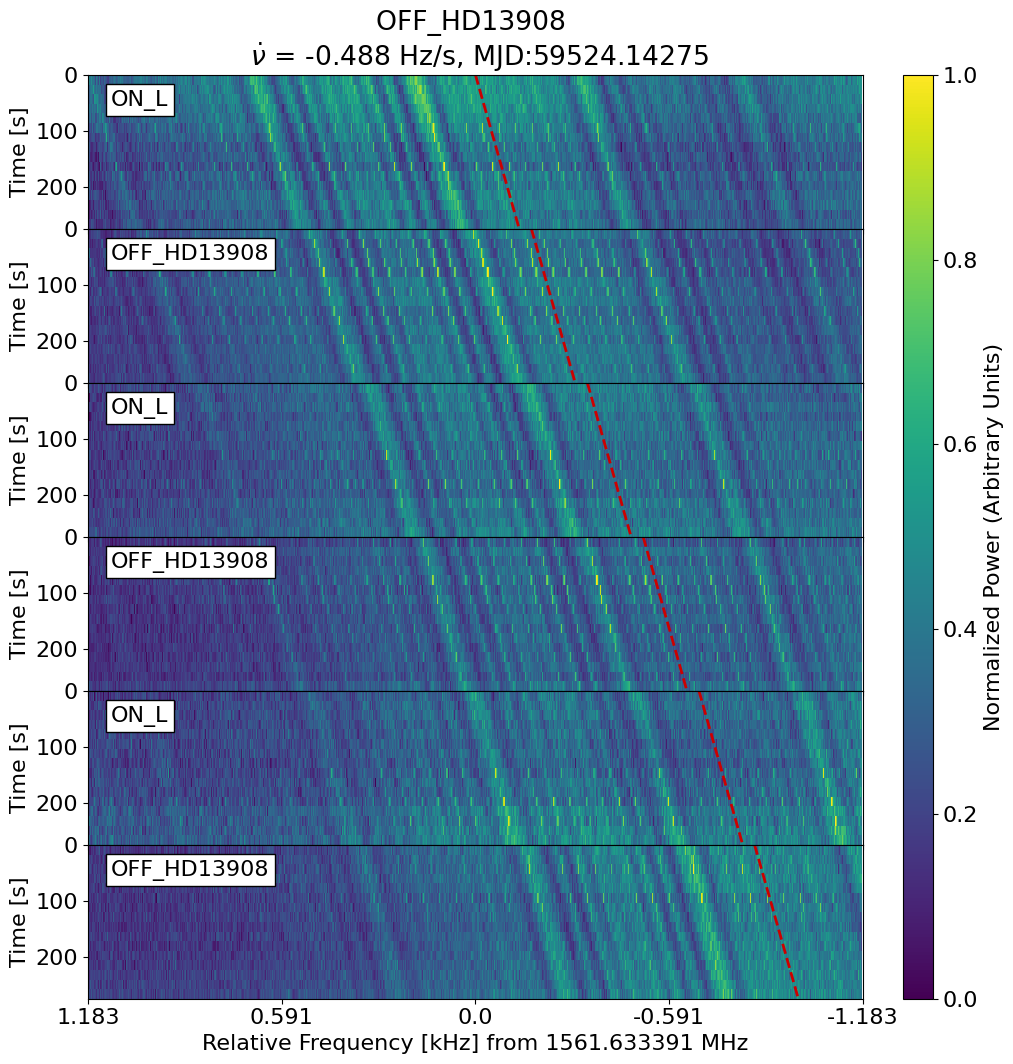 OFF_HD13908
ν̇ = -0.488 Hz/s, MJD:59524.14275
0
100
200
Time [s]
ON_L
0
100
200
Time [s]
OFF_HD13908
0
100
200
Time [s]
ON_L
0
100
200
Time [s]
OFF_HD13908
0
100
200
Time [s]
ON_L
0
100
200
Time [s]
OFF_HD13908
1.183
0.591
0.0
-0.591
-1.183
Relative Frequency [kHz] from 1561.633391 MHz
1.0
0.8
0.6
0.4
0.2
0.0
Normalized Power (Arbitrary Units)